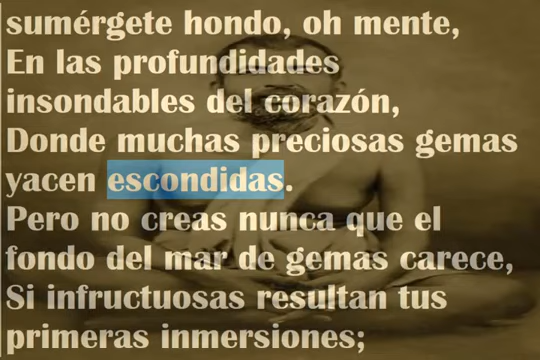 sumérgete hondo, oh mente,
En las profundidades
insondables del corazón,
Donde muchas preciosas gemas
yacen escondidas.
Pero no creas nunca que el
fondo del mar de gemas carece,
Si infructuosas resultan tus
primeras inmersiones;